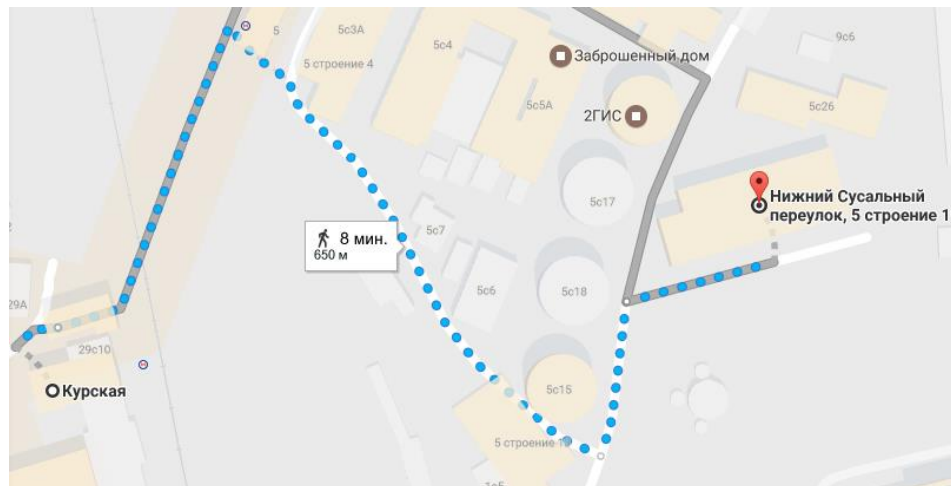 5
5с3А
5с4
9с6
Заброшенный дом
5 строение 4
5с5А
5с26
2ГИС
Нижний Сусальный
переулок, 5 строение 1
5с17
5с7
8 мин.
650 м
5с6
5с18
29А
29с10
Курская
5с15
5 строение